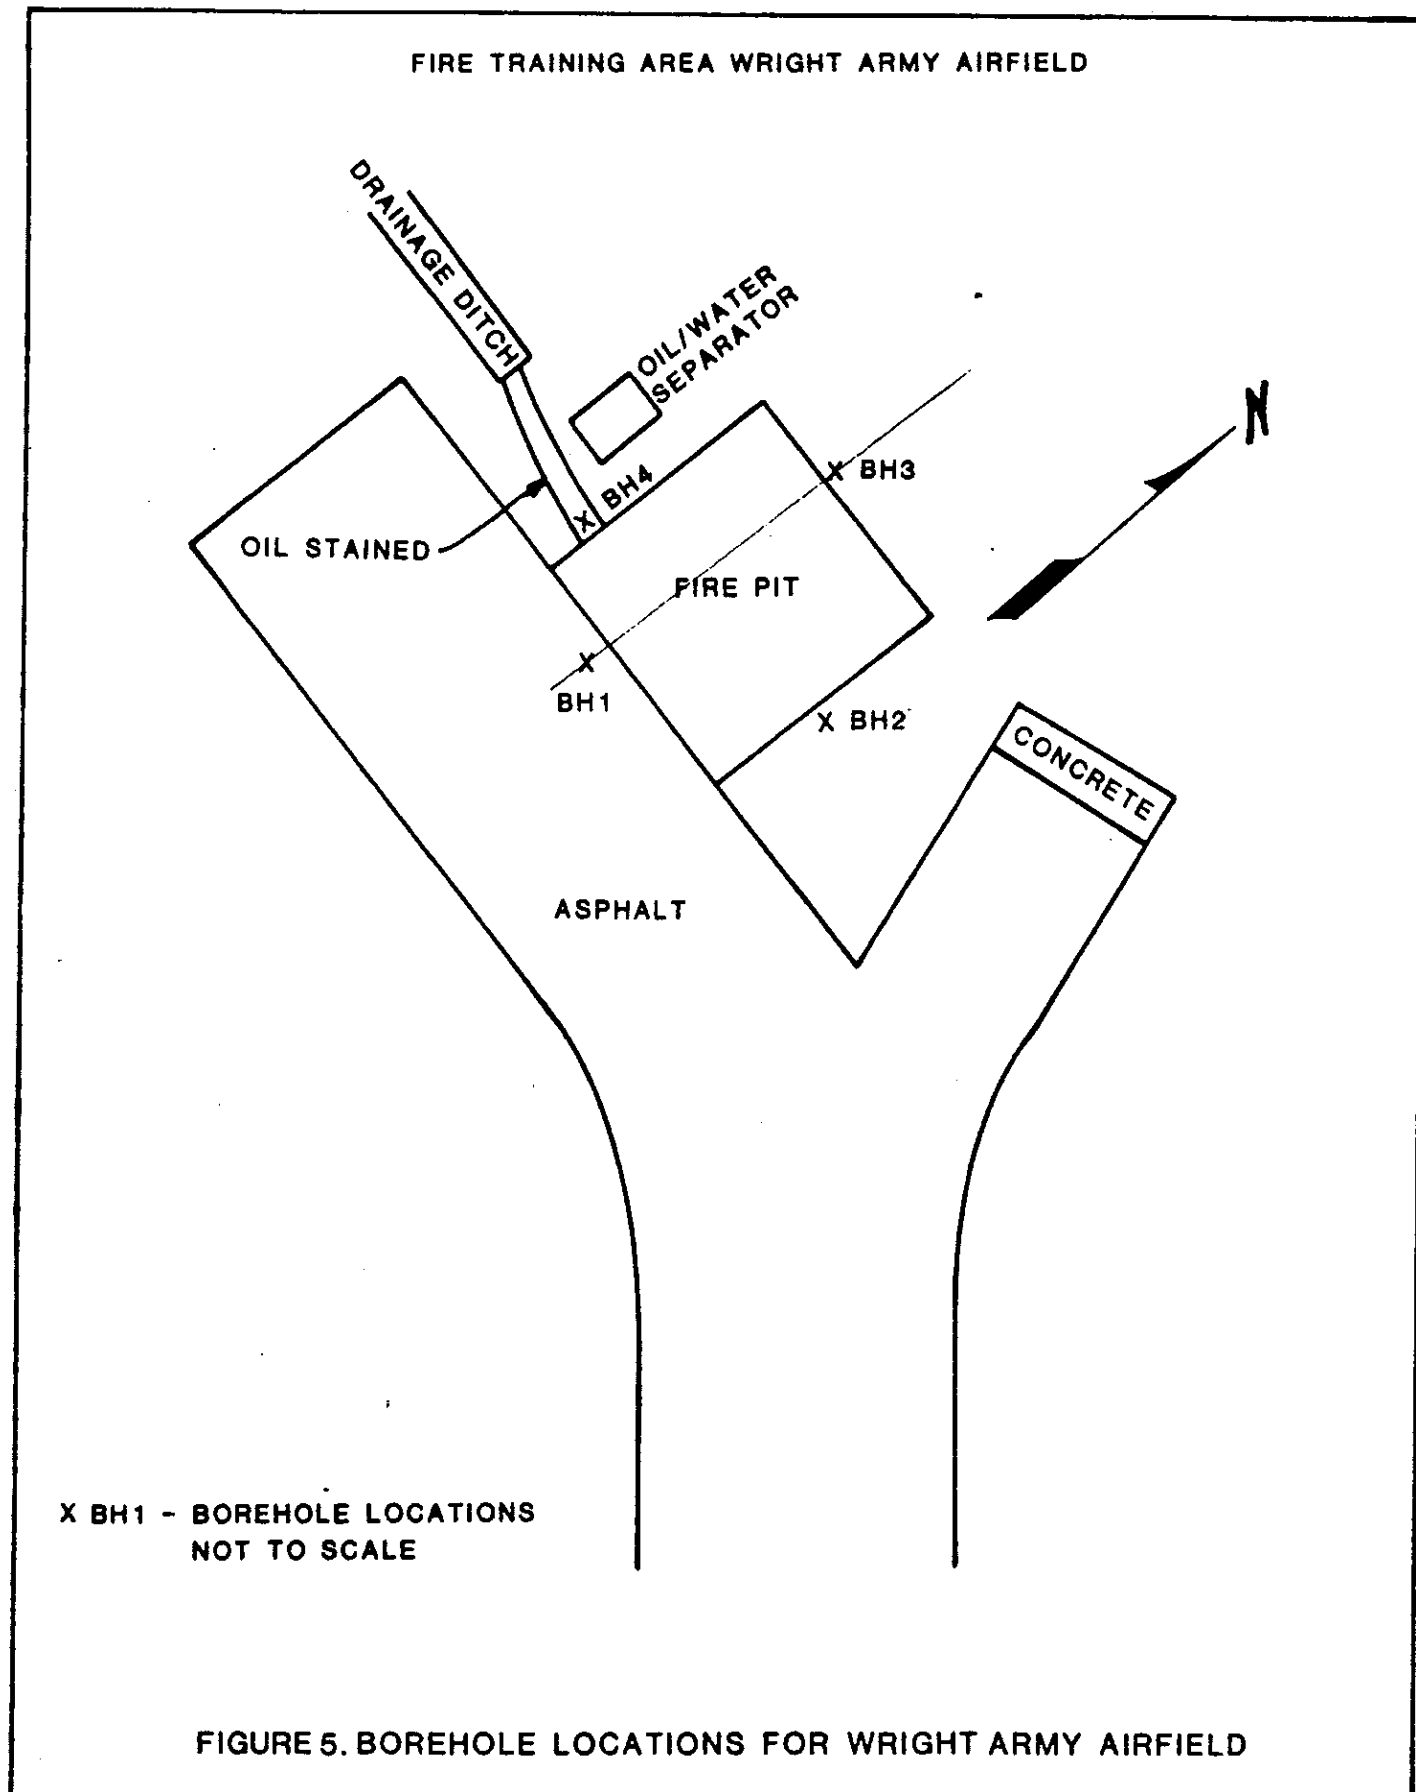 FIRE TRAINING AREA WRIGHT ARMY AIRFIELD
DRAINAGE DITCH
OIL/WATER
SEPARATOR
N
BH3
BH4
OIL STAINED
FIRE PIT
BH1
BH2
CONCRETE
ASPHALT
X BH1 - BOREHOLE LOCATIONS
NOT TO SCALE
FIGURE 5. BOREHOLE LOCATIONS FOR WRIGHT ARMY AIRFIELD